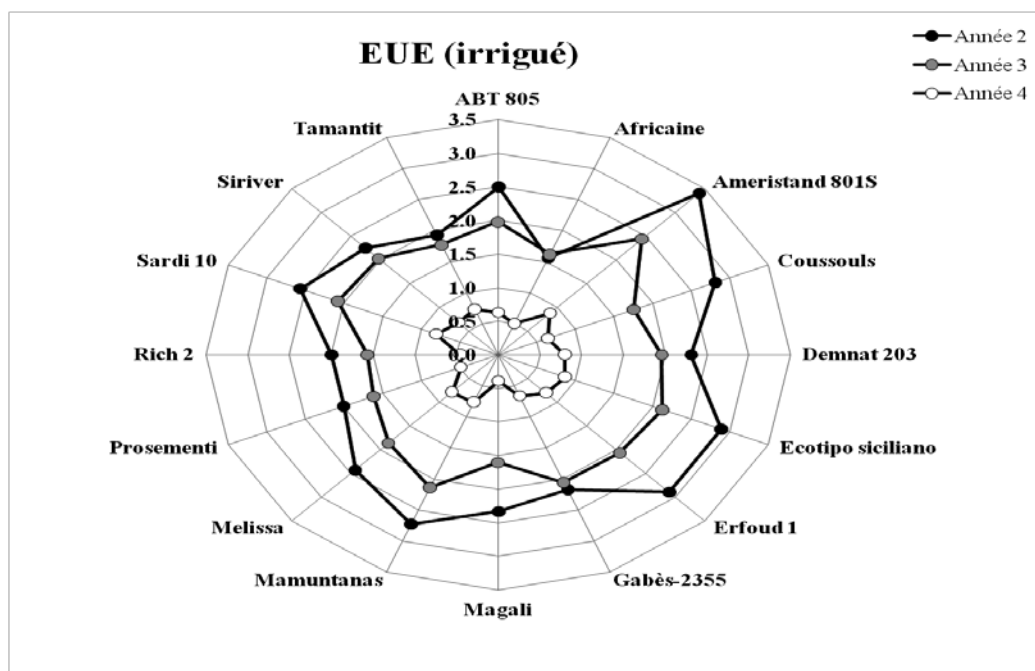 EUE (irrigué)
Année 2
Année 3
Année 4
ABT 805
Tamantit
Africaine
Siriver
Ameristand 801S
Sardi 10
Coussouls
Rich 2
Demnat 203
Prosementi
Ecotipo siciliano
Melissa
Erfoud 1
Mamuntanas
Gabès-2355
Magali
3.5
3.0
2.5
2.0
1.5
1.0
0.5
0.0